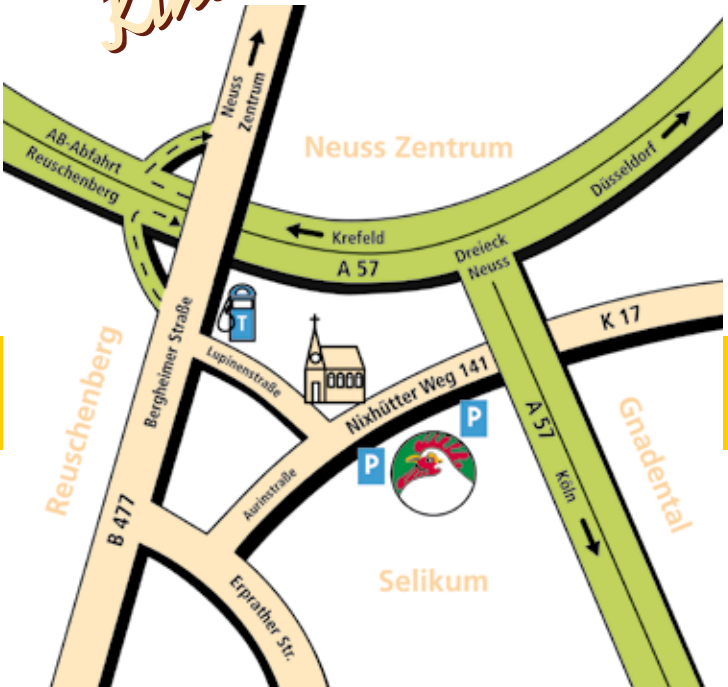 Neuss
Zentrum
Neuss Zentrum
AB-Abfahrt
Reuschenberg
Düsseldorf
Krefeld
A 57
Dreieck
Neuss
K 17
T
Lupinenstraße
Bergheimer Straße
Reuschenberg
Nixhütter Weg 141
A 57
Köln
Gnadental
P
P
Aurinstraße
B 477
Selikum
Erprather Str.